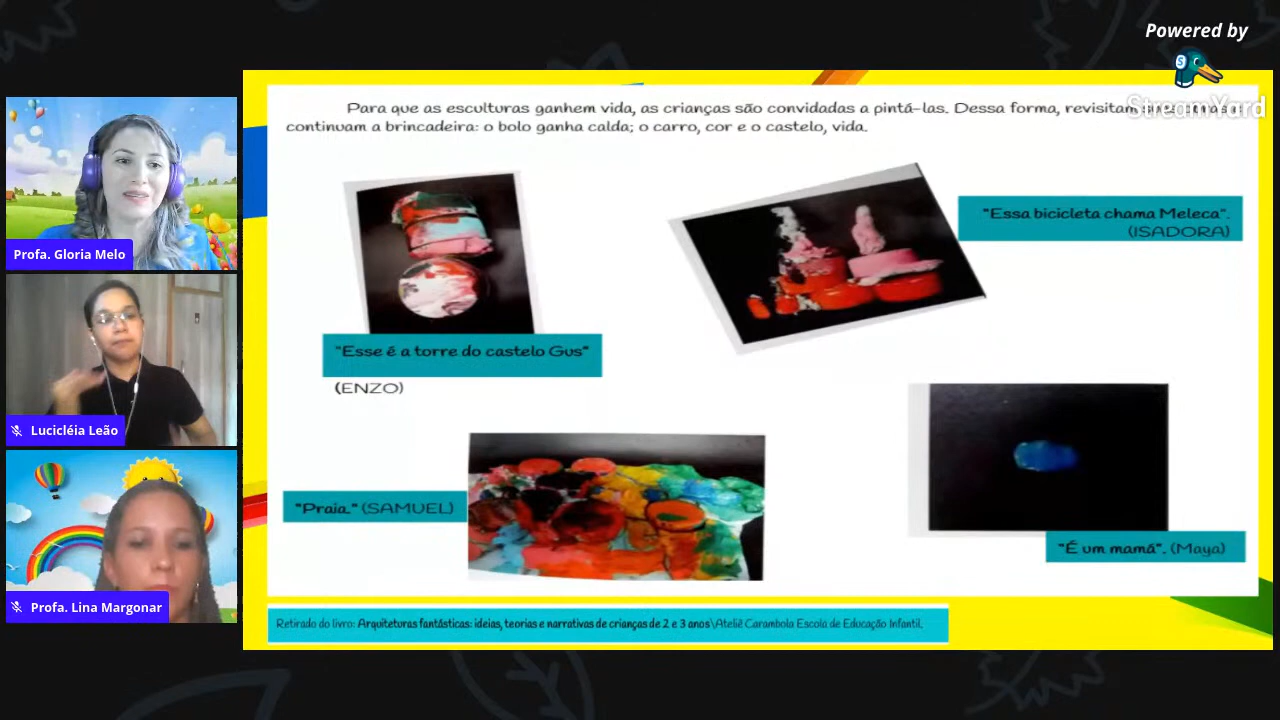 Powered by
StreamYard
Para que as esculturas ganhem vida, as crianças são convidadas a pintá-las. Dessa forma, revisitam
continuam a brincadeira: o bolo ganha calda; o carro, cor e o castelo, vida.
"Essa bicicleta chama Meleca".
(ISADORA)
Profa. Gloria Melo
"Esse é a torre do castelo Gus"
(ENZO)
Lucicléia Leão
"Praia." (SAMUEL)
"É um mamá". (Maya)
Profa. Lina Margonar
Retirado do livro: Arquiteturas fantásticas: ideias, teorias e narrativas de crianças de 2 e 3 anos\Ateliê Carambola Escola de Educação Infantil.